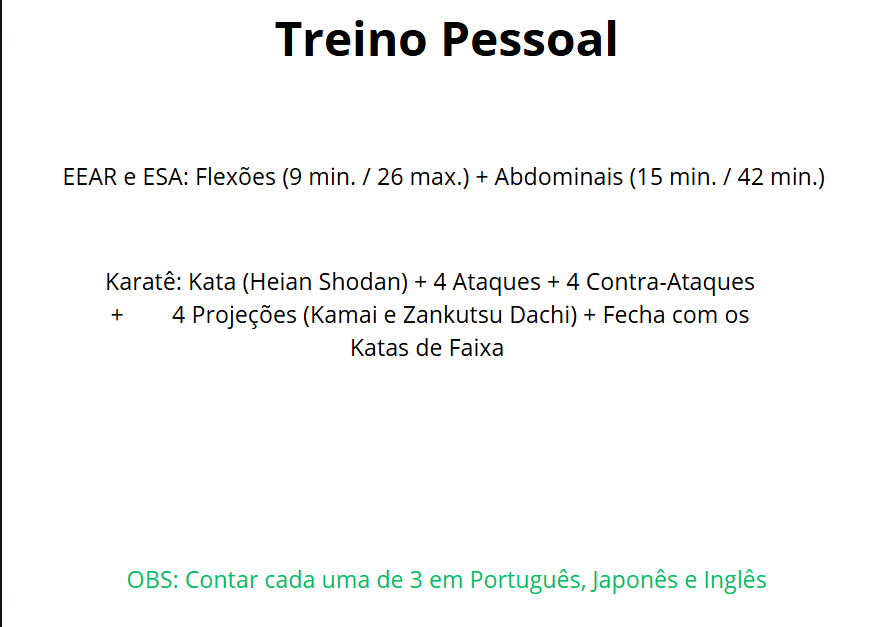 Treino Pessoal
EEAR e ESA: Flexões (9 min. / 26 max.) + Abdominais (15 min. / 42 min.)
Karatê: Kata (Heian Shodan) + 4 Ataques + 4 Contra-Ataques
+ 4 Projeções (Kamai e Zankutsu Dachi) + Fecha com os
Katas de Faixa
OBS: Contar cada uma de 3 em Português, Japonês e Inglês